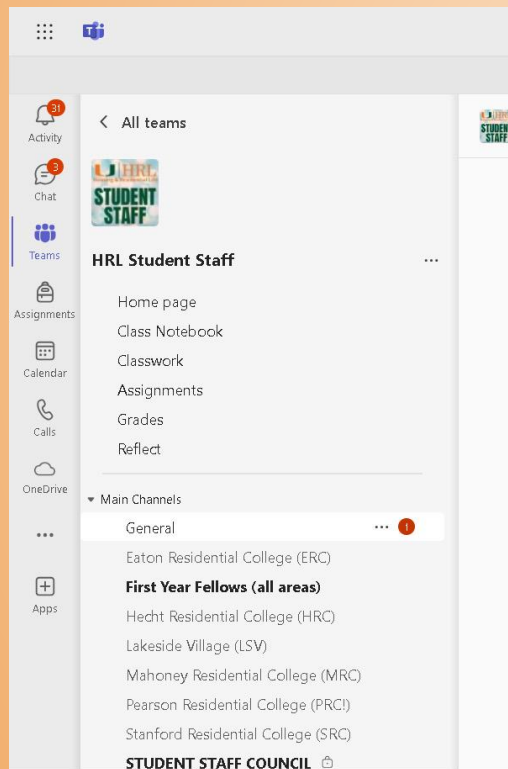 31
Activity
3
Chat
Teams
Assignments
Calendar
Calls
OneDrive
Apps
All teams
U HRL
STUDENT
STAFF
HRL Student Staff
Home page
Class Notebook
Classwork
Assignments
Grades
Reflect
Main Channels
General
1
Eaton Residential College (ERC)
First Year Fellows (all areas)
Hecht Residential College (HRC)
Lakeside Village (LSV)
Mahoney Residential College (MRC)
Pearson Residential College (PRC!)
Stanford Residential College (SRC)
STUDENT STAFF COUNCIL
STUDENT
STAFF